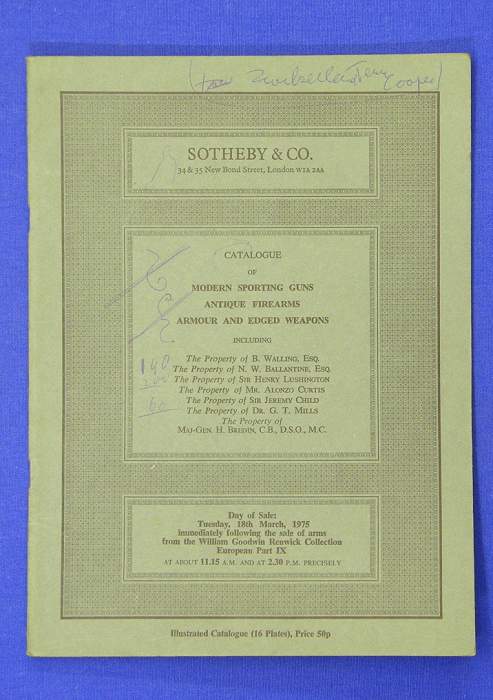 Cooper)
SOTHEBY & CO.
34 & 35 New Bond Street, London W1A 2AA
CATALOGUE
OF
MODERN SPORTING GUNS
ANTIQUE FIREARMS
ARMOUR AND EDGED WEAPONS
INCLUDING
The Property of B. WALLING, ESQ.
The Property of N. W. BALLANTINE, ESQ.
The Property of SIR HENRY LUSHINGTON
The Property of MR. ALONZO CURTIS
The Property of SIR JEREMY CHILD
The Property of DR. G. T. MILLS
The Property of
MAJ-GEN. H. BREDIN, C.B., D.S.O., M.C.
190
200
60
Day of Sale:
Tuesday, 18th March, 1975
immediately following the sale of arms
from the William Goodwin Renwick Collection
European Part IX
AT ABOUT 11.15 A.M. AND AT 2.30 P.M. PRECISELY
Illustrated Catalogue (16 Plates), Price 50p